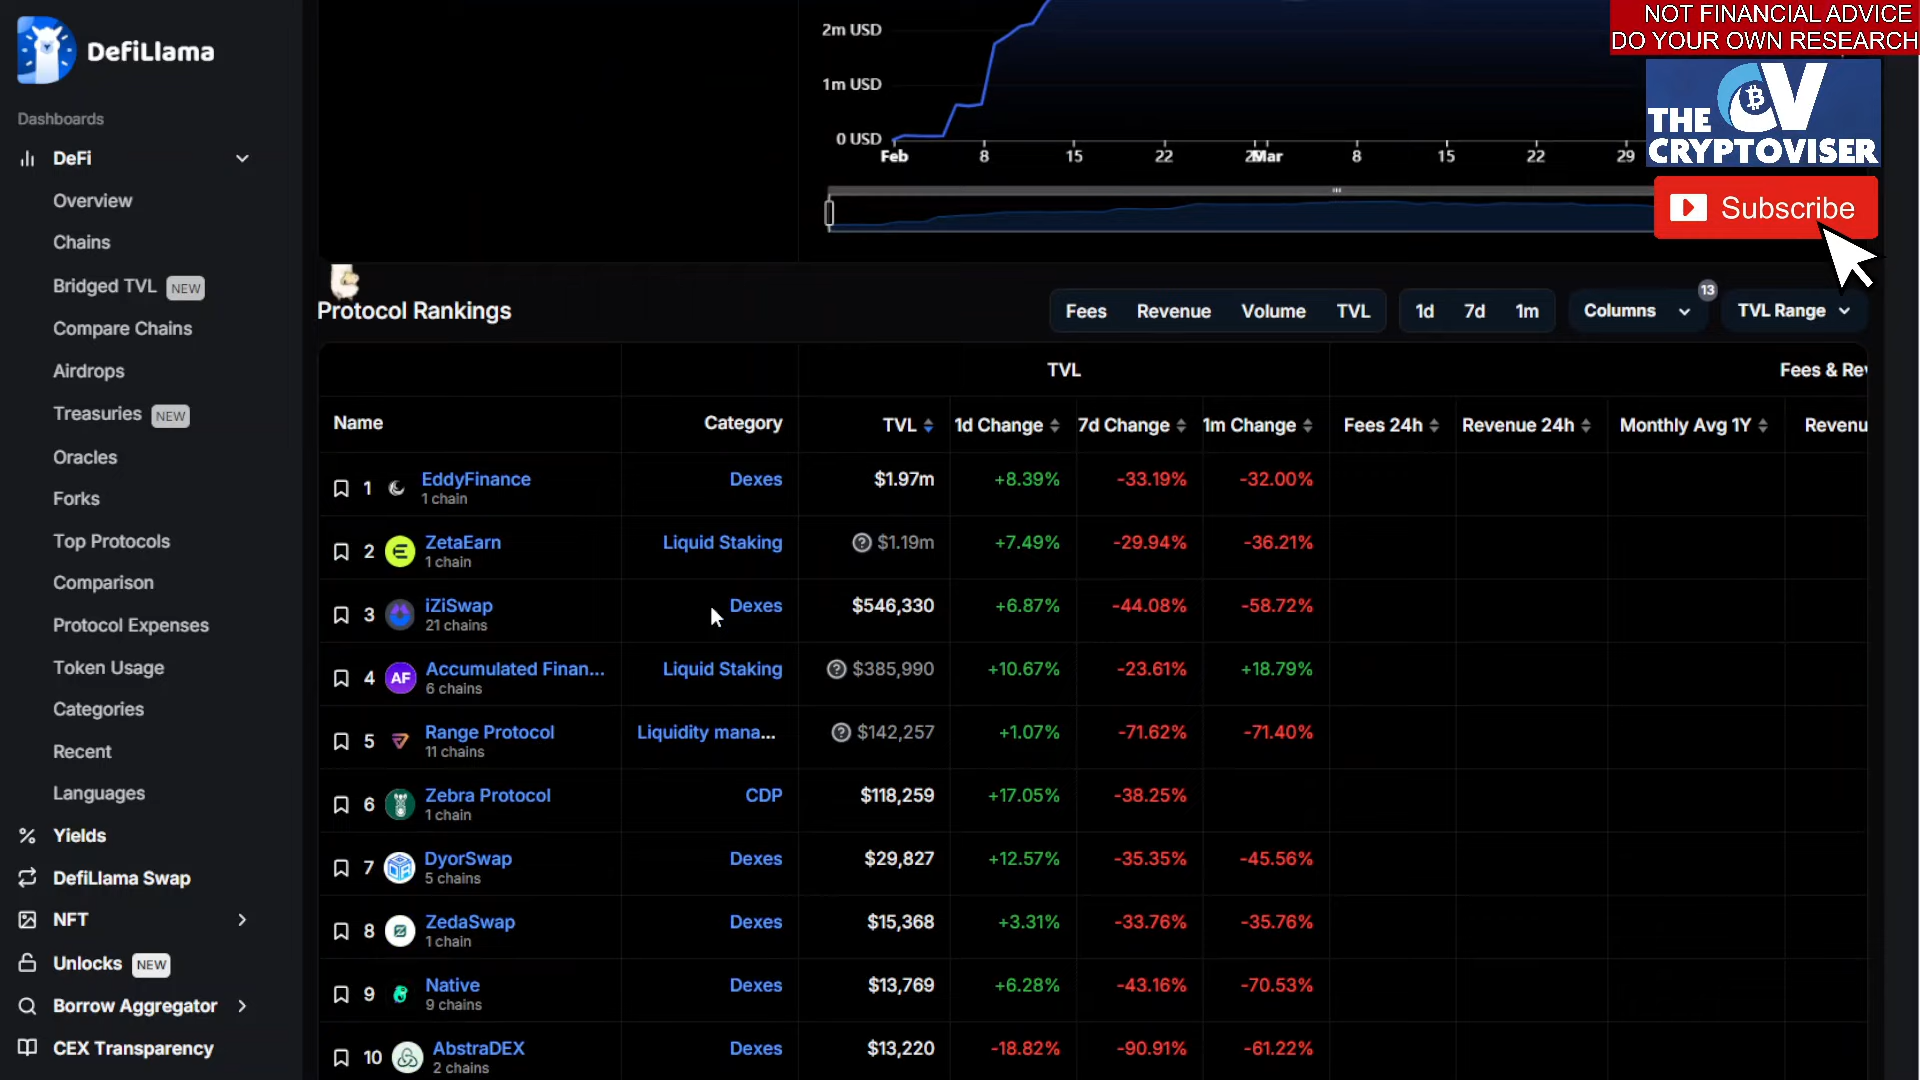 DefiLlama
Dashboards
DeFi
Overview
Chains
Bridged TVL NEW
Compare Chains
Airdrops
Treasuries NEW
Oracles
Forks
Top Protocols
Comparison
Protocol Expenses
Token Usage
Categories
Recent
Languages
Yields
DefiLlama Swap
NFT
Unlocks NEW
Borrow Aggregator
CEX Transparency
2m USD
1m USD
0 USD
Feb 8 15 22 Mar 8 15 22 29
NOT FINANCIAL ADVICE
DO YOUR OWN RESEARCH
CV
THE
CRYPTOVISER
Subscribe
Protocol Rankings
Fees Revenue Volume TVL 1d 7d 1m Columns 13 TVL Range
TVL Fees & Rev
Name Category TVL 1d Change 7d Change 1m Change Fees 24h Revenue 24h Monthly Avg 1Y Revenu
1 EddyFinance Dexes $1.97m +8.39% -33.19% -32.00%
1 chain
2 ZetaEarn Liquid Staking $1.19m +7.49% -29.94% -36.21%
1 chain
3 iZiSwap Dexes $546,330 +6.87% -44.08% -58.72%
21 chains
4 AF Accumulated Finan... Liquid Staking $385,990 +10.67% -23.61% +18.79%
6 chains
5 Range Protocol Liquidity mana... $142,257 +1.07% -71.62% -71.40%
11 chains
6 Zebra Protocol CDP $118,259 +17.05% -38.25%
1 chain
7 DyorSwap Dexes $29,827 +12.57% -35.35% -45.56%
5 chains
8 ZedaSwap Dexes $15,368 +3.31% -33.76% -35.76%
1 chain
9 Native Dexes $13,769 +6.28% -43.16% -70.53%
9 chains
10 AbstraDEX Dexes $13,220 -18.82% -90.91% -61.22%
2 chains